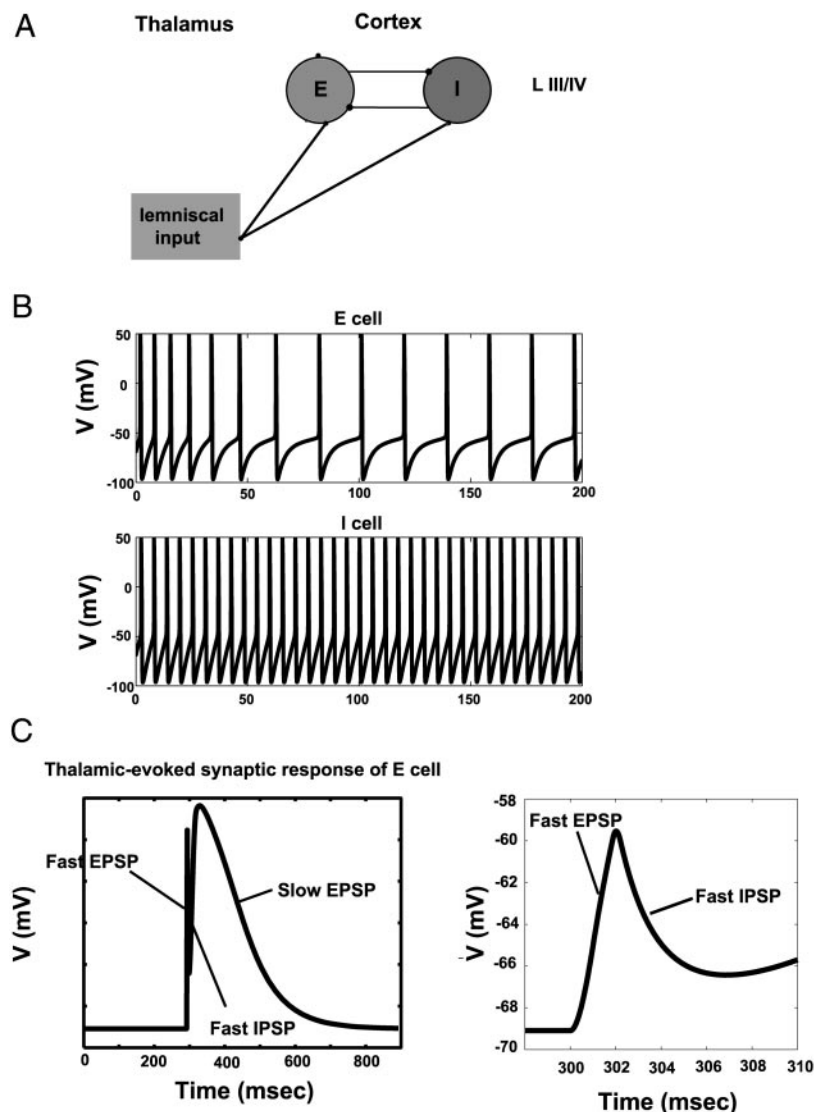 A
Thalamus
Cortex
E
I
L III/IV
lemniscal
input
B
E cell
V (mV)
50
0
-50
-100
0
50
100
150
200
I cell
V (mV)
50
0
-50
-100
0
50
100
150
200
C
Thalamic-evoked synaptic response of E cell
Fast EPSP
Slow EPSP
Fast IPSP
V (mV)
0
200
400
600
800
Time (msec)
-58
-60
-62
-64
-66
-68
-70
Fast EPSP
Fast IPSP
V (mV)
300
302
304
306
308
310
Time (msec)